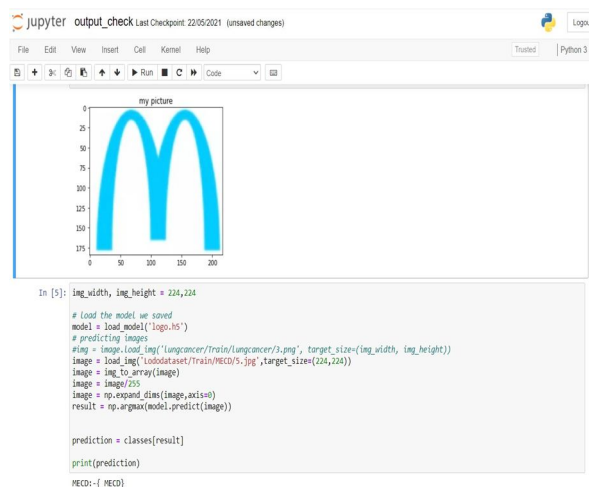 jupyter output_check Last Checkpoint: 22/05/2021 (unsaved changes)
Logou
File Edit View Insert Cell Kernel Help
Trusted Python 3
Run Code
my picture
0
25
50
75
100
125
150
175
0 50 100 150 200
In [5]: img_width, img_height = 224,224
# load the model we saved
model = load_model('logo.h5')
# predicting images
#img = image.load_img('lungcancer/Train/lungcancer/3.png', target_size=(img_width, img_height))
image = load_img('Lododataset/Train/MECD/5.jpg',target_size=(224,224))
image = img_to_array(image)
image = image/255
image = np.expand_dims(image,axis=0)
result = np.argmax(model.predict(image))
prediction = classes[result]
print(prediction)
MECD:-{ MECD}